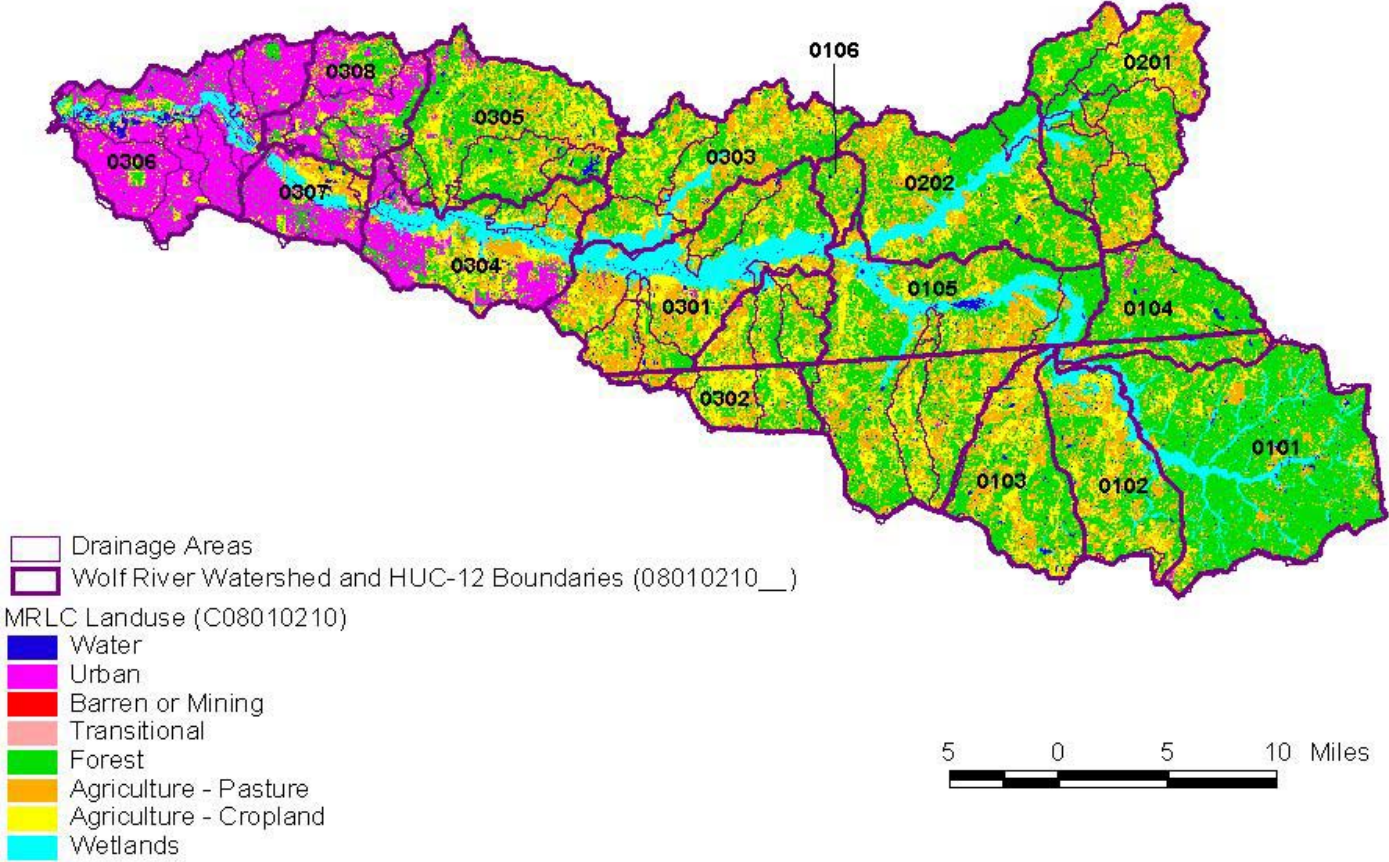 0106
0201
0308
0305
0303
0306
0307
0202
0304
0301
0105
0104
0302
0103
0102
0101
Drainage Areas
Wolf River Watershed and HUC-12 Boundaries (08010210__)
MRLC Landuse (C08010210)
Water
Urban
Barren or Mining
Transitional
Forest
Agriculture - Pasture
Agriculture - Cropland
Wetlands
5 0 5 10 Miles